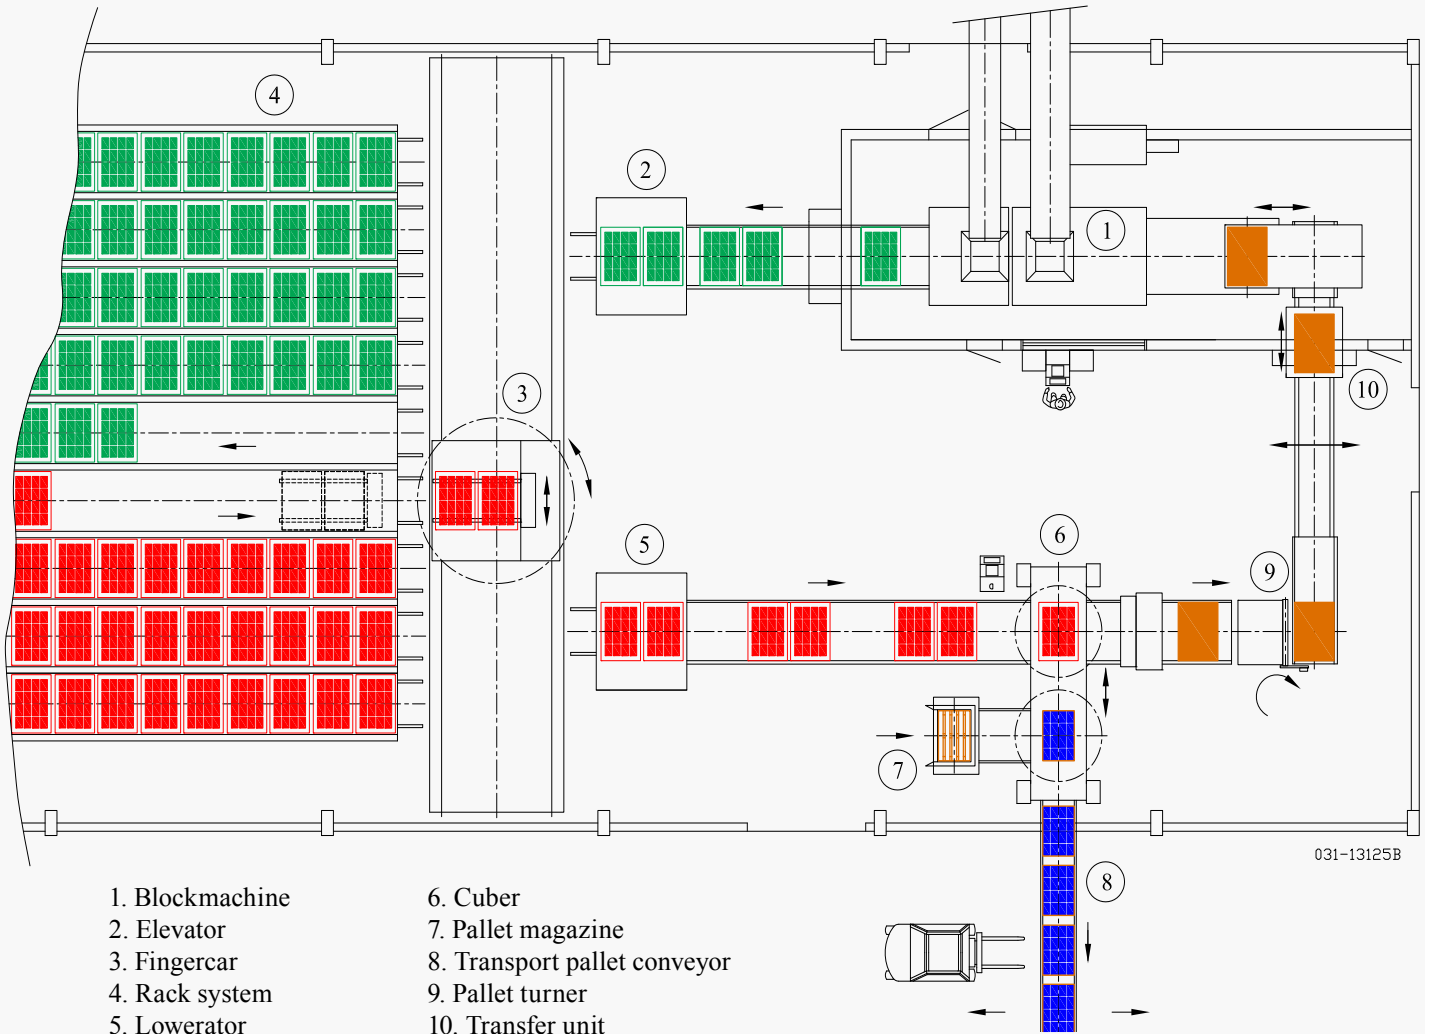 4
2
1
3
10
5
6
9
7
031-13125B
8
1. Blockmachine
2. Elevator
3. Fingercar
4. Rack system
5. Lowerator
6. Cuber
7. Pallet magazine
8. Transport pallet conveyor
9. Pallet turner
10. Transfer unit